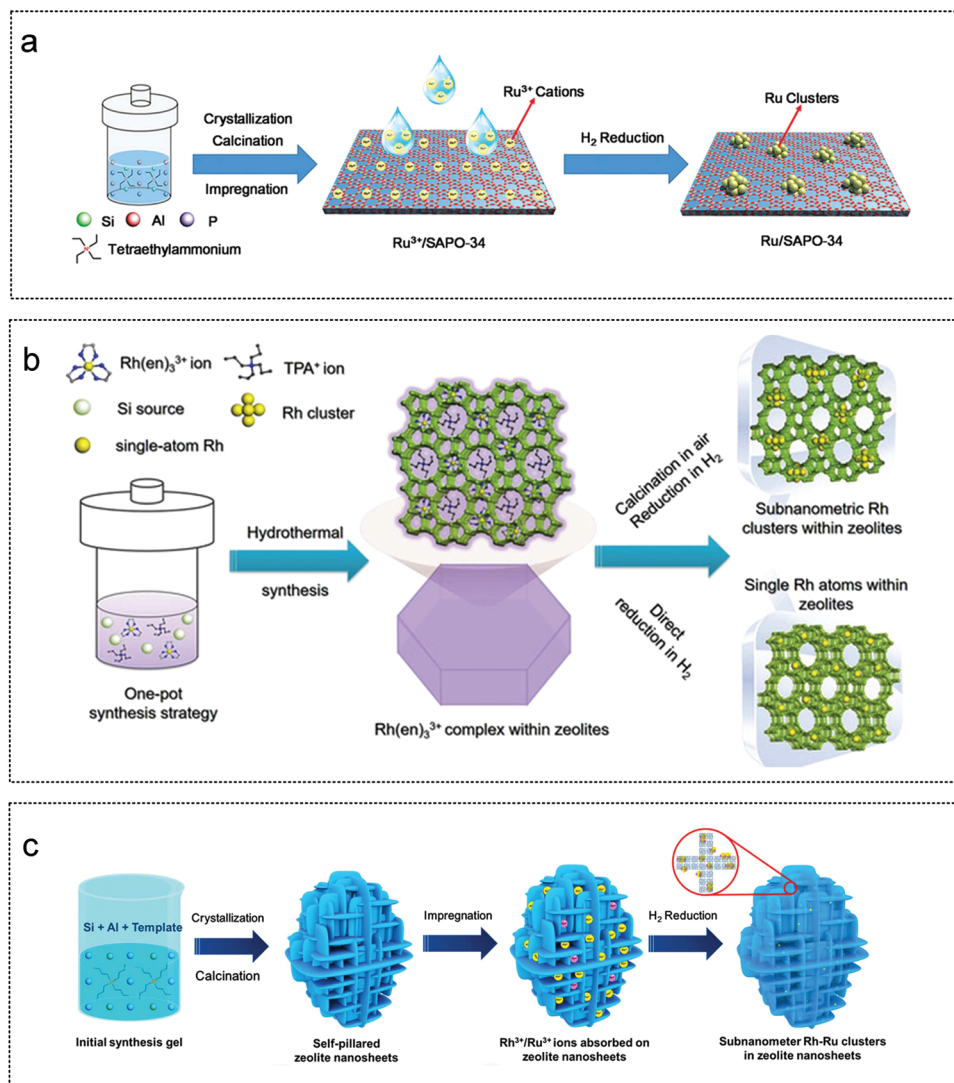 a
Crystallization
Calcination
Impregnation
Ru³⁺ Cations
H₂ Reduction
Ru Clusters
Si Al P
Tetraethylammonium
Ru³⁺/SAPO-34
Ru/SAPO-34
b
Rh(en)₃³⁺ ion
TPA⁺ ion
Si source
Rh cluster
single-atom Rh
Hydrothermal
synthesis
One-pot
synthesis strategy
Rh(en)₃³⁺ complex within zeolites
Calcination in air
Reduction in H₂
Direct
reduction in H₂
Subnanometric Rh
clusters within zeolites
Single Rh atoms within
zeolites
c
Si + Al + Template
Initial synthesis gel
Crystallization
Calcination
Self-pillared
zeolite nanosheets
Impregnation
Rh³⁺/Ru³⁺ ions absorbed on
zeolite nanosheets
H₂ Reduction
Subnanometer Rh-Ru clusters
in zeolite nanosheets